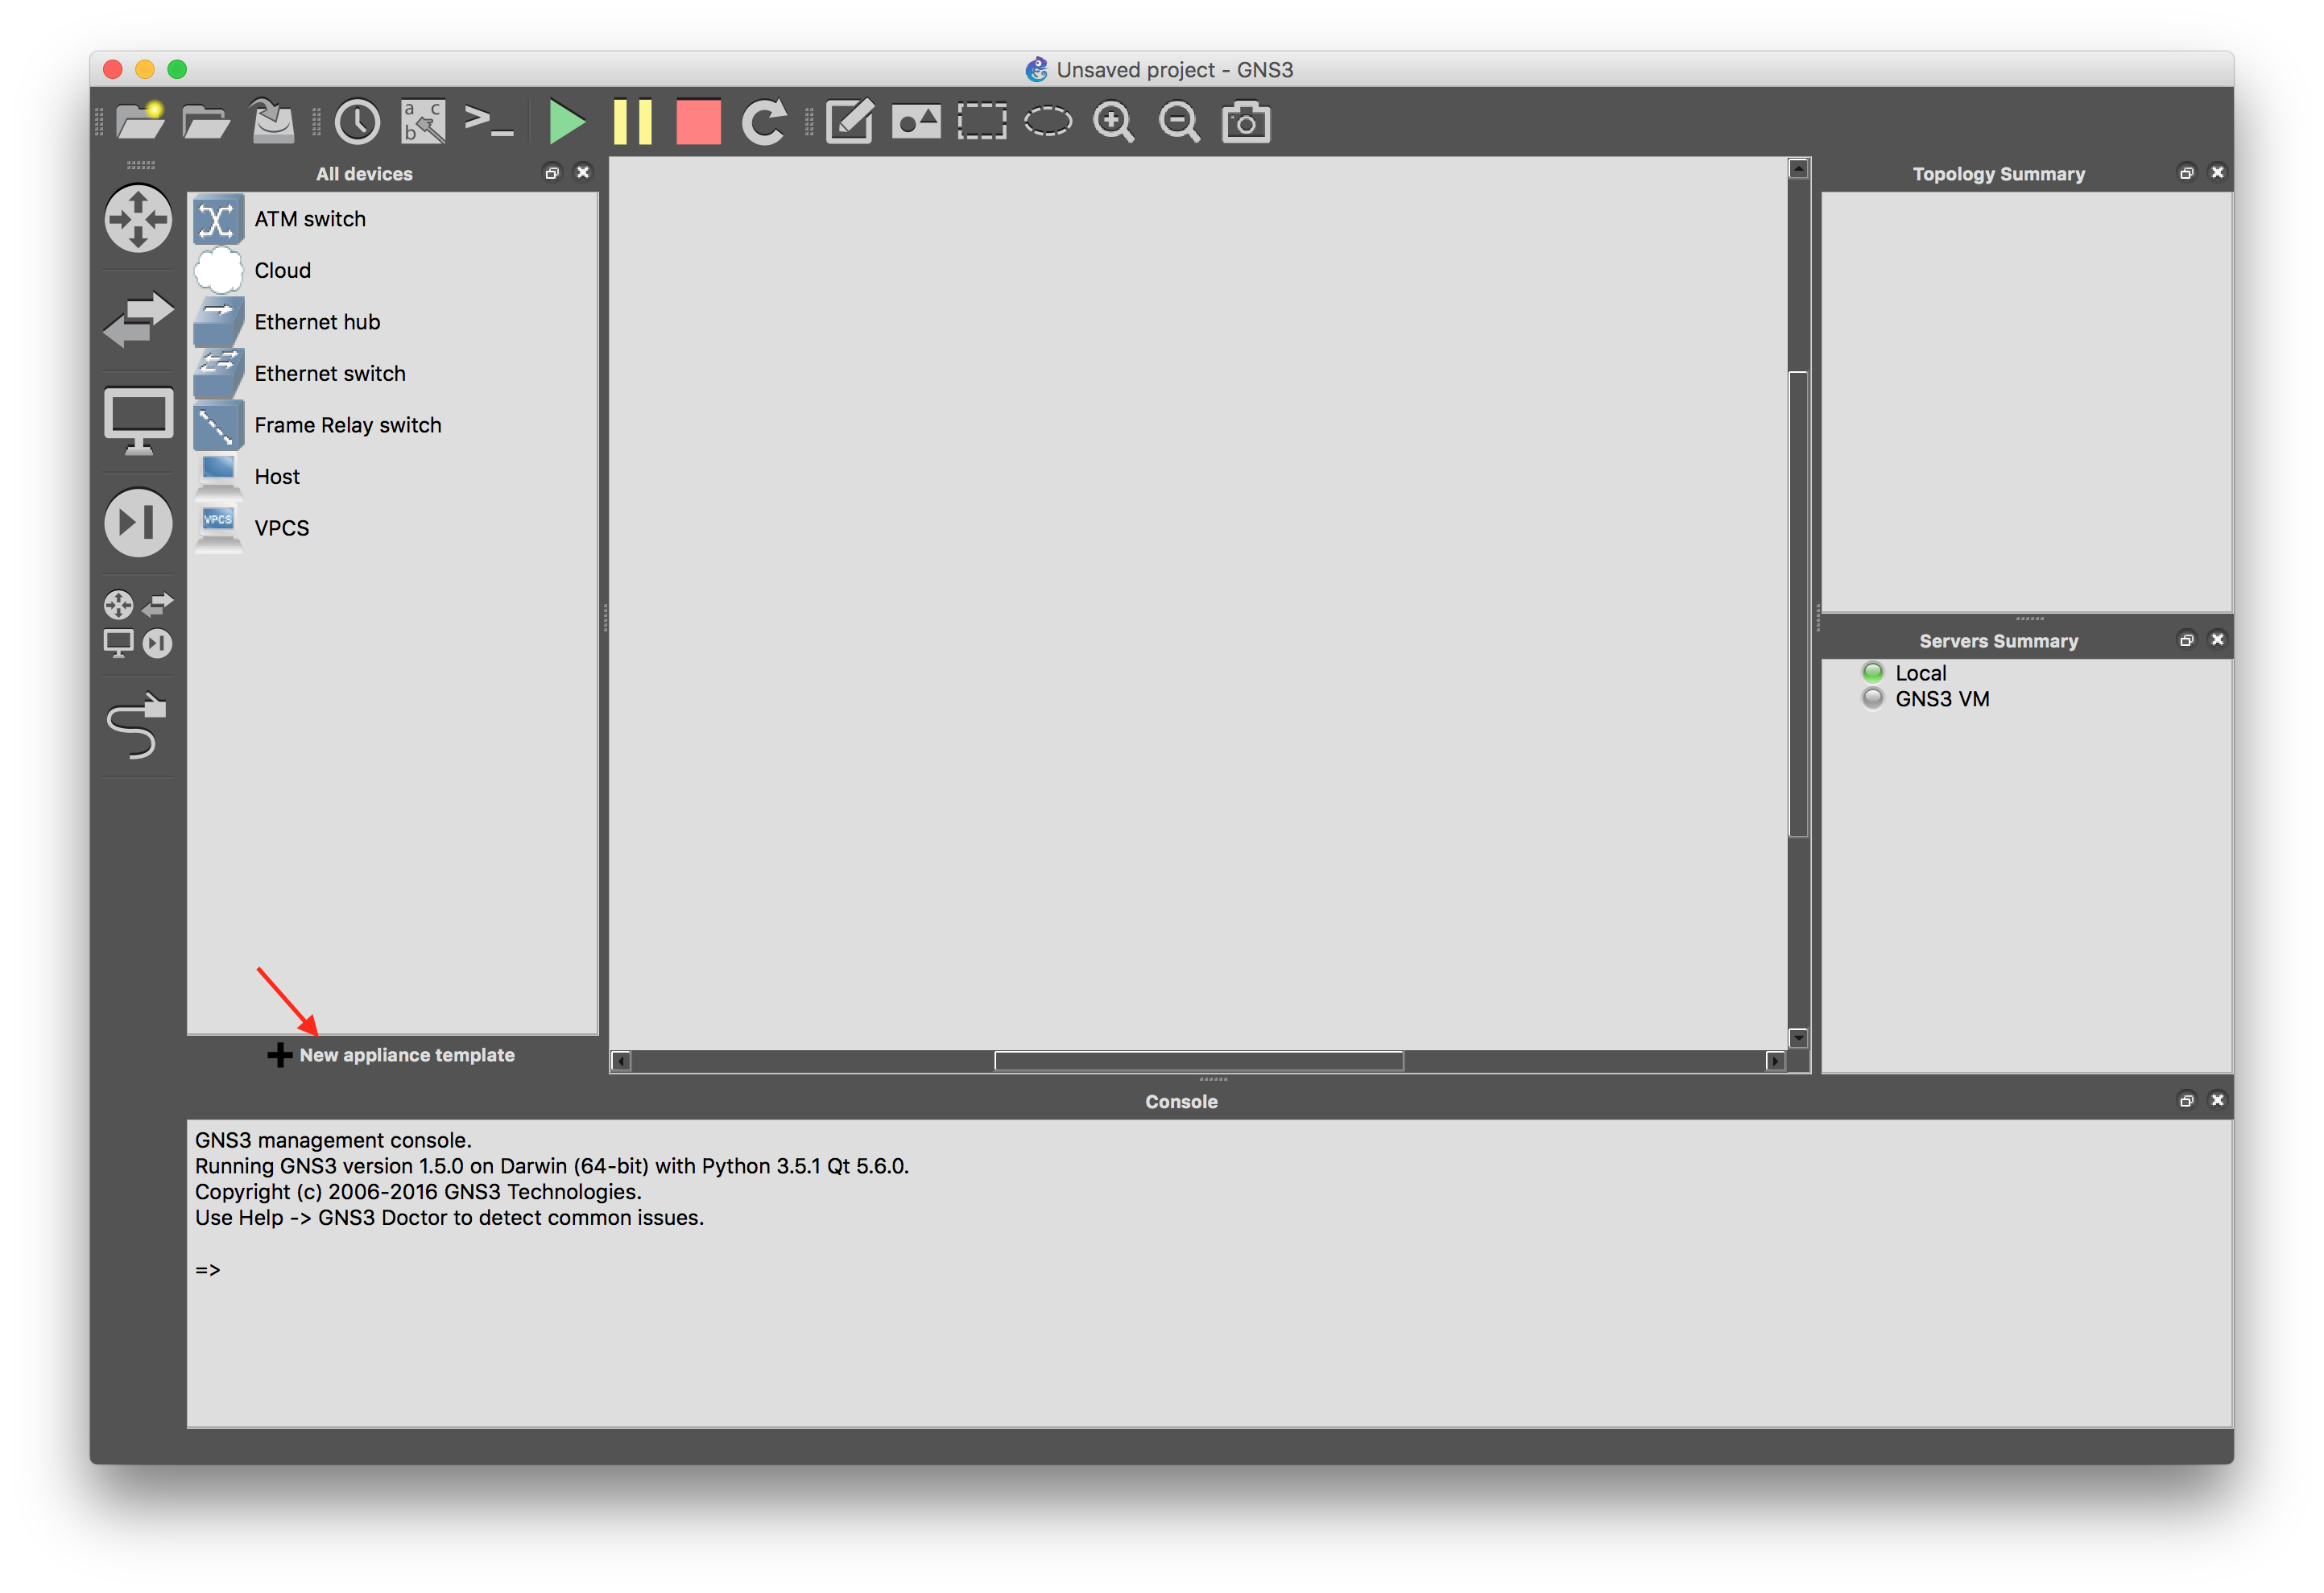 Unsaved project - GNS3
a c
b
>_
All devices
ATM switch
Cloud
Ethernet hub
Ethernet switch
Frame Relay switch
Host
VPCS
VPCS
New appliance template
Topology Summary
Servers Summary
Local
GNS3 VM
Console
GNS3 management console.
Running GNS3 version 1.5.0 on Darwin (64-bit) with Python 3.5.1 Qt 5.6.0.
Copyright (c) 2006-2016 GNS3 Technologies.
Use Help -> GNS3 Doctor to detect common issues.
=>